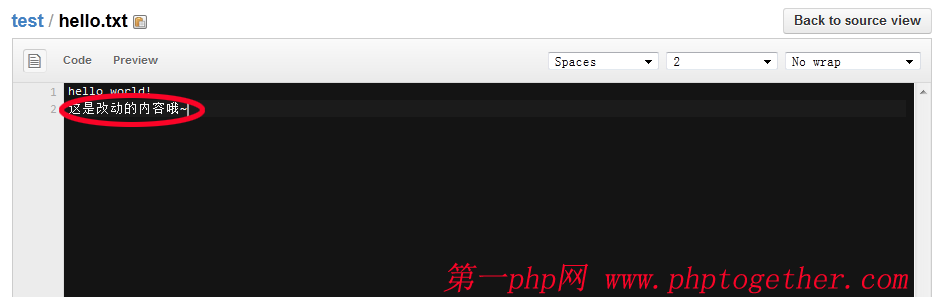 test / hello.txt Back to source view
Code Preview Spaces 2 No wrap
1 hello world!
2 这是改动的内容哦~
第一php网 www.phptogether.com